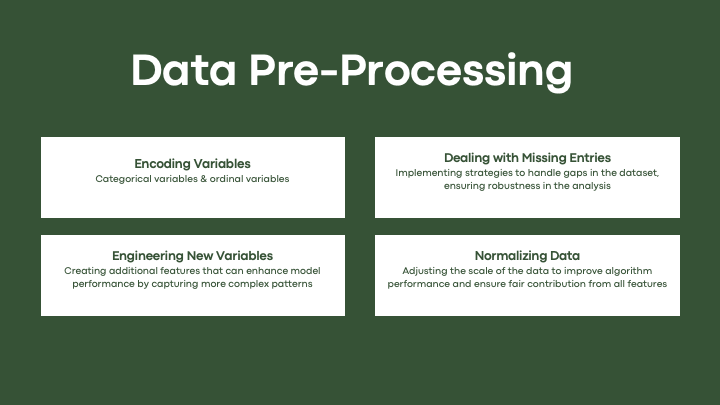 Data Pre-Processing
Encoding Variables
Categorical variables & ordinal variables
Dealing with Missing Entries
Implementing strategies to handle gaps in the dataset,
ensuring robustness in the analysis
Engineering New Variables
Creating additional features that can enhance model
performance by capturing more complex patterns
Normalizing Data
Adjusting the scale of the data to improve algorithm
performance and ensure fair contribution from all features